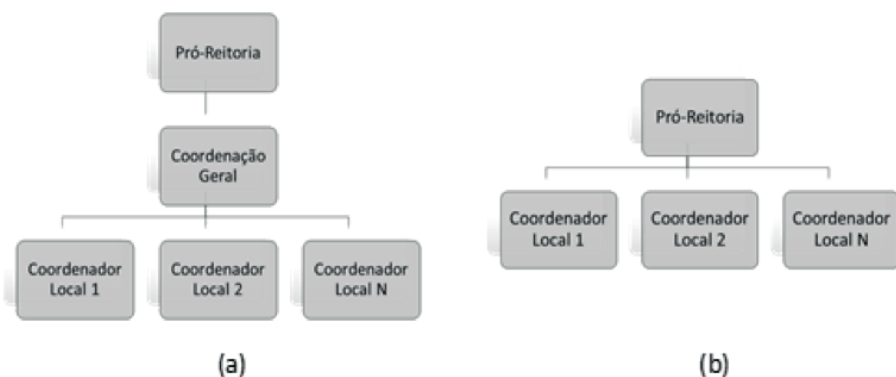 Pró-Reitoria
Coordenação
Geral
Coordenador
Local 1
Coordenador
Local 2
Coordenador
Local N
(a)
Pró-Reitoria
Coordenador
Local 1
Coordenador
Local 2
Coordenador
Local N
(b)